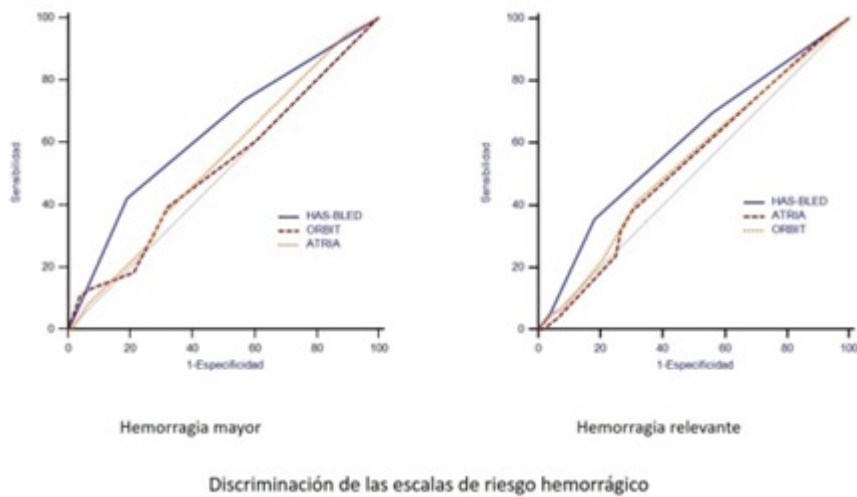 100
80
60
40
20
0
Sensibilidad
0 20 40 60 80 100
1-Especificidad
HAS-BLED
ORBIT
ATRIA
Hemorragia mayor
100
80
60
40
20
0
Sensibilidad
0 20 40 60 80 100
1-Especificidad
HAS-BLED
ATRIA
ORBIT
Hemorragia relevante
Discriminación de las escalas de riesgo hemorrágico